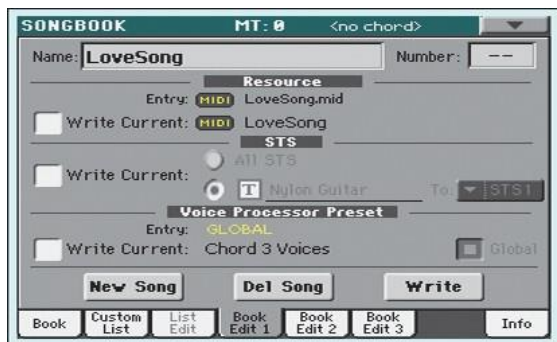 SONGBOOK MT: 0 <no chord>
Name: LoveSong Number: --
Resource
Entry: MIDI LoveSong.mid
Write Current: MIDI LoveSong
STS
All STS
Write Current:
T Nylon Guitar To: STS1
Voice Processor Preset
Entry: GLOBAL
Write Current: Chord 3 Voices Global
New Song Del Song Write
Book Custom List List Edit Book Edit 1 Book Edit 2 Book Edit 3 Info